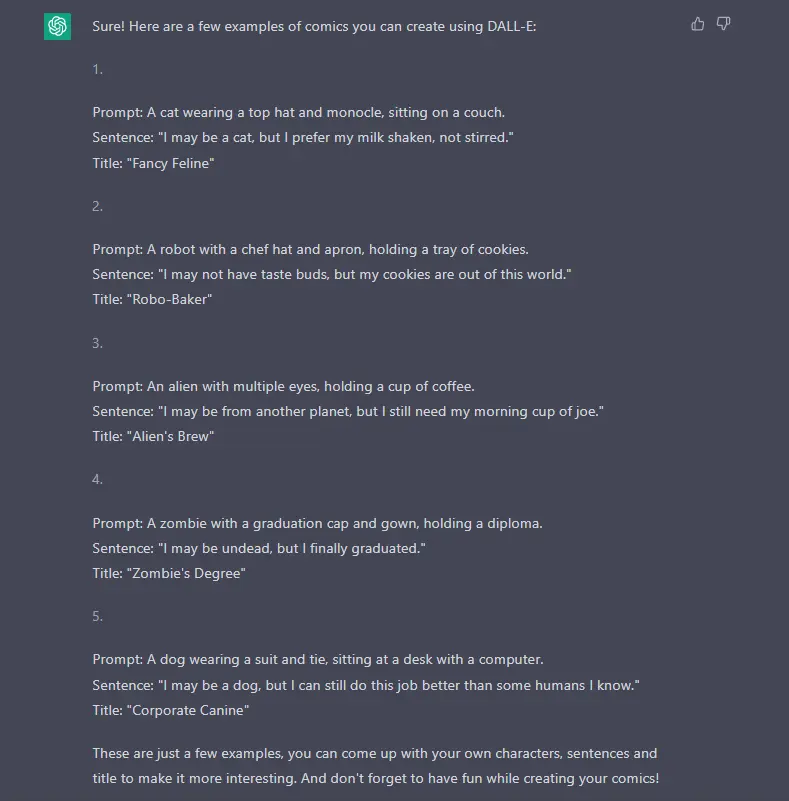 Sure! Here are a few examples of comics you can create using DALL-E:
1.
Prompt: A cat wearing a top hat and monocle, sitting on a couch.
Sentence: "I may be a cat, but I prefer my milk shaken, not stirred."
Title: "Fancy Feline"
2.
Prompt: A robot with a chef hat and apron, holding a tray of cookies.
Sentence: "I may not have taste buds, but my cookies are out of this world."
Title: "Robo-Baker"
3.
Prompt: An alien with multiple eyes, holding a cup of coffee.
Sentence: "I may be from another planet, but I still need my morning cup of joe."
Title: "Alien's Brew"
4.
Prompt: A zombie with a graduation cap and gown, holding a diploma.
Sentence: "I may be undead, but I finally graduated."
Title: "Zombie's Degree"
5.
Prompt: A dog wearing a suit and tie, sitting at a desk with a computer.
Sentence: "I may be a dog, but I can still do this job better than some humans I know."
Title: "Corporate Canine"
These are just a few examples, you can come up with your own characters, sentences and
title to make it more interesting. And don't forget to have fun while creating your comics!